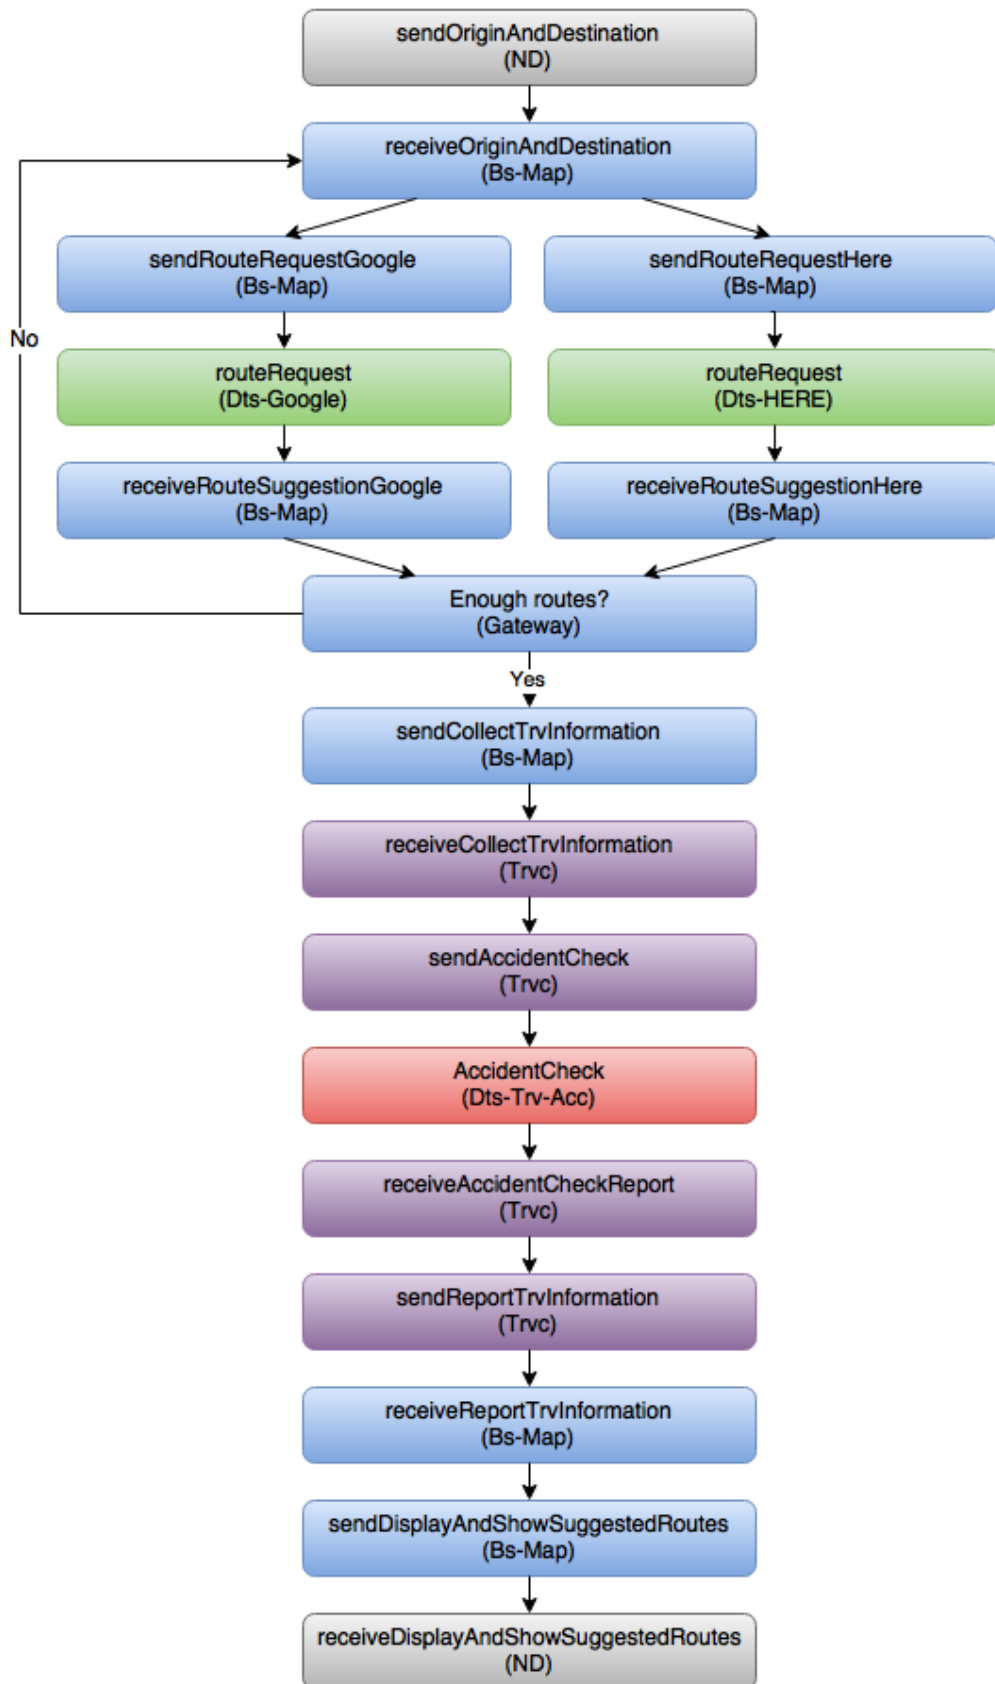 sendOriginAndDestination
(ND)
receiveOriginAndDestination
(Bs-Map)
sendRouteRequestGoogle
(Bs-Map)
sendRouteRequestHere
(Bs-Map)
No
routeRequest
(Dts-Google)
routeRequest
(Dts-HERE)
receiveRouteSuggestionGoogle
(Bs-Map)
receiveRouteSuggestionHere
(Bs-Map)
Enough routes?
(Gateway)
Yes
sendCollectTrvInformation
(Bs-Map)
receiveCollectTrvInformation
(Trvc)
sendAccidentCheck
(Trvc)
AccidentCheck
(Dts-Trv-Acc)
receiveAccidentCheckReport
(Trvc)
sendReportTrvInformation
(Trvc)
receiveReportTrvInformation
(Bs-Map)
sendDisplayAndShowSuggestedRoutes
(Bs-Map)
receiveDisplayAndShowSuggestedRoutes
(ND)